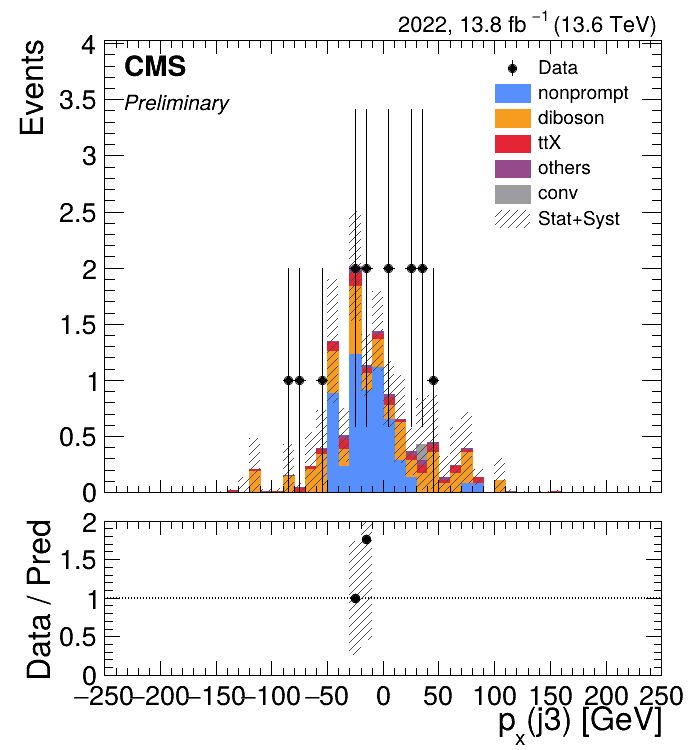 2022, 13.8 fb⁻¹ (13.6 TeV)
CMS
Preliminary
Events
4
3.5
3
2.5
2
1.5
1
0.5
0
Data
nonprompt
diboson
ttX
others
conv
Stat+Syst
Data / Pred
2
1.5
1
0.5
0
−250 −200 −150 −100 −50 0 50 100 150 200 250
pₓ(j3) [GeV]